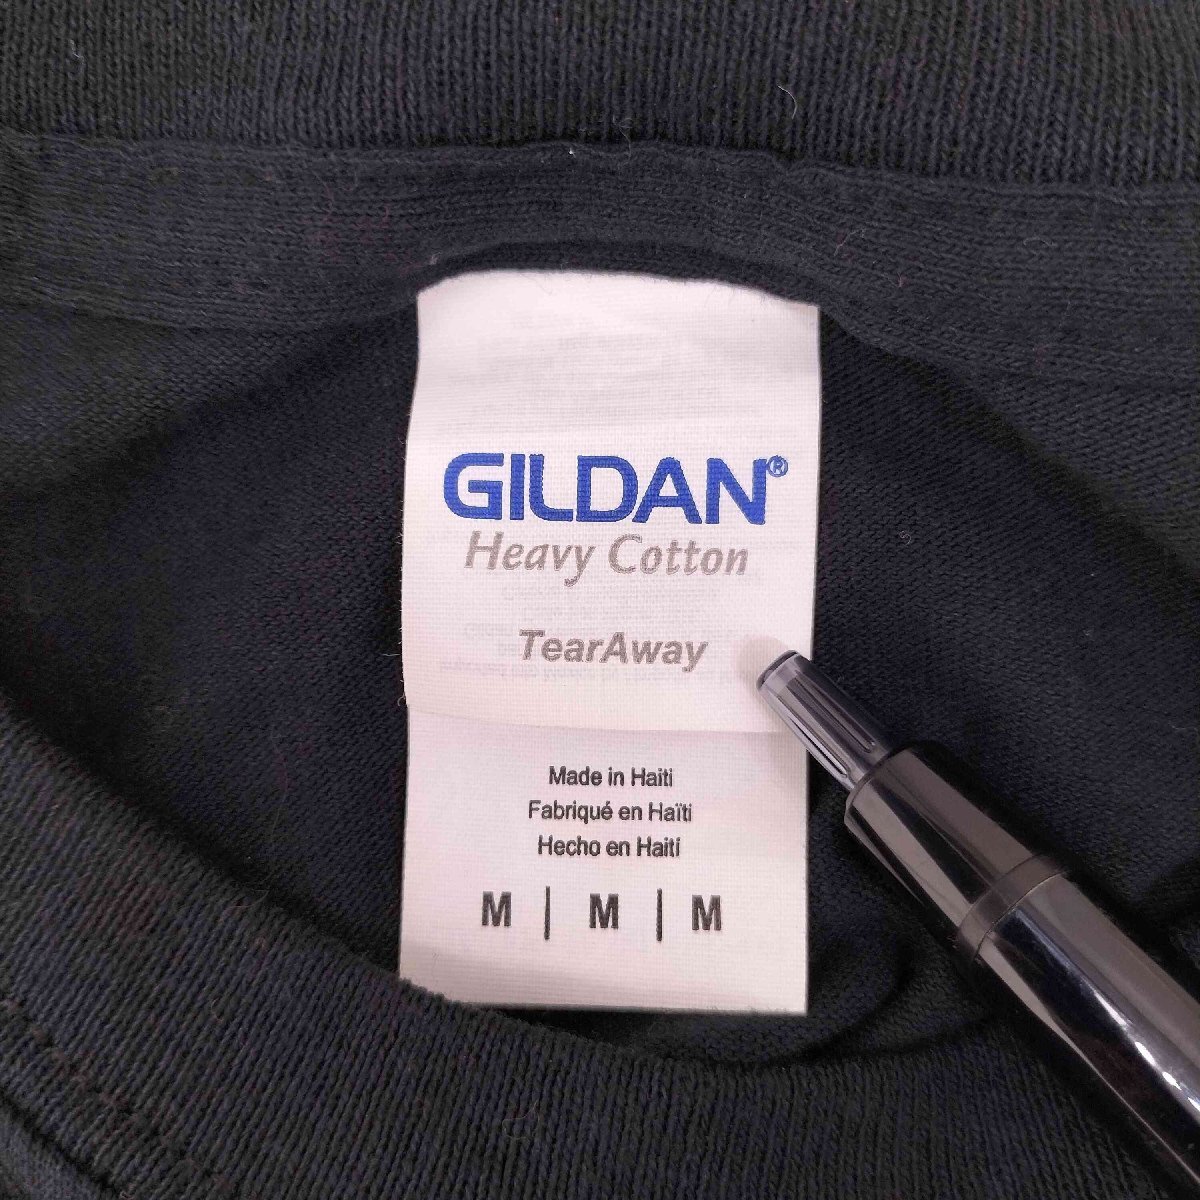 GILDAN®
Heavy Cotton
TearAway
Made in Haiti
Fabriqué en Haïti
Hecho en Haití
M | M | M